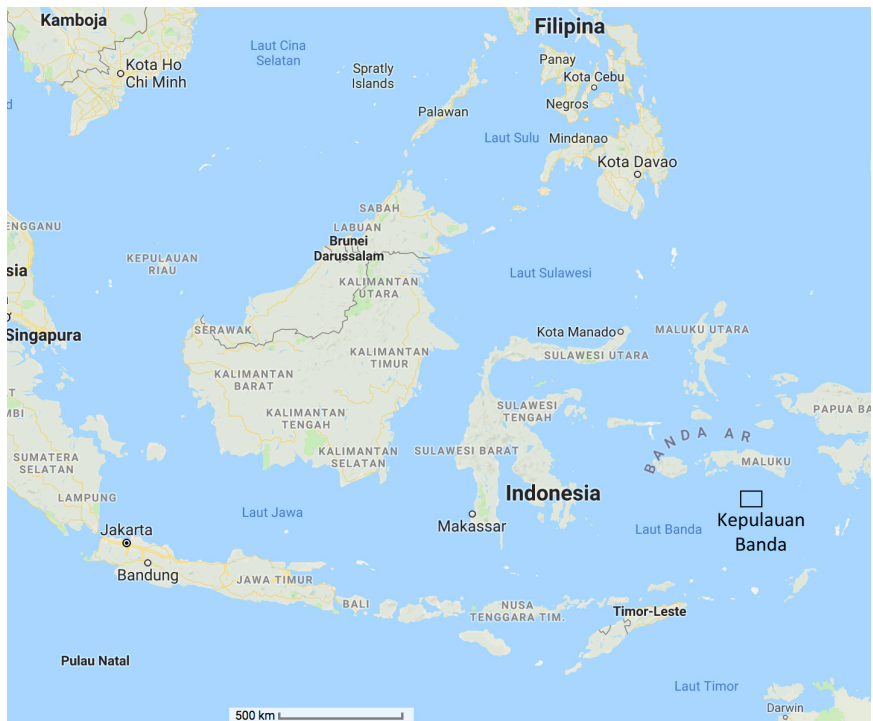 Kamboja
Filipina
Laut Cina
Selatan
Kota Ho
Chi Minh
Spratly
Islands
Panay
Kota Cebu
Negros
Palawan
d
Laut Sulu
Mindanao
Kota Davao
SABAH
ENGGANU
LABUAN
Brunei
Darussalam
KEPULAUAN
RIAU
sia
Laut Sulawesi
KALIMANTAN
UTARA
Singapura
SERAWAK
Kota Manado
MALUKU UTARA
KALIMANTAN
TIMUR
SULAWESI UTARA
KALIMANTAN
BARAT
T
MBI
KALIMANTAN
TENGAH
SULAWESI
TENGAH
PAPUA BA
BANDA AR
SUMATERA
SELATAN
KALIMANTAN
SELATAN
SULAWESI BARAT
MALUKU
LAMPUNG
Indonesia
Laut Jawa
Makassar
Laut Banda
Kepulauan
Banda
Jakarta
Bandung
JAWA TIMUR
BALI
NUSA
TENGGARA TIM.
Timor-Leste
Pulau Natal
Laut Timor
Darwin
500 km